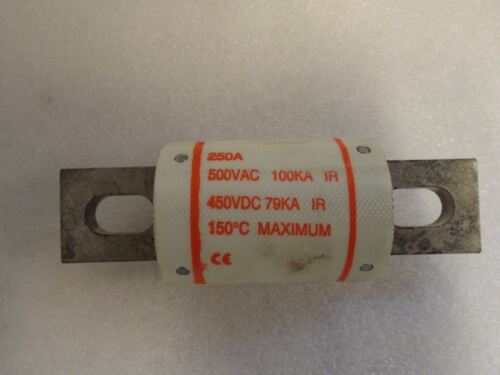 250A
500VAC 100KA IR
450VDC 79KA IR
150°C MAXIMUM
CE